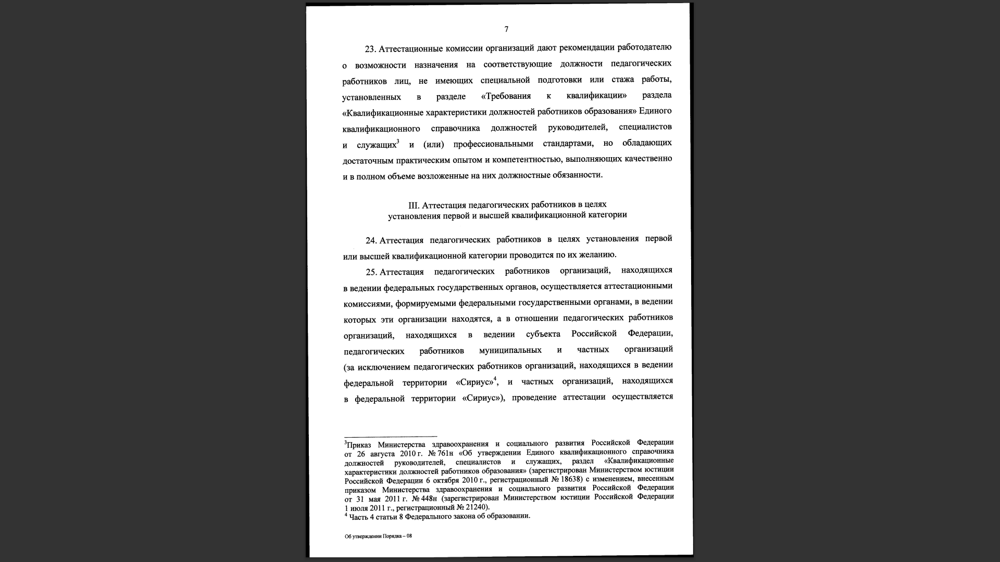 7
23. Аттестационные комиссии организаций дают рекомендации работодателю
о возможности назначения на соответствующие должности педагогических
работников лиц, не имеющих специальной подготовки или стажа работы,
установленных в разделе «Требования к квалификации» раздела
«Квалификационные характеристики должностей работников образования» Единого
квалификационного справочника должностей руководителей, специалистов
и служащих³ и (или) профессиональными стандартами, но обладающих
достаточным практическим опытом и компетентностью, выполняющих качественно
и в полном объеме возложенные на них должностные обязанности.
III. Аттестация педагогических работников в целях
установления первой и высшей квалификационной категории
24. Аттестация педагогических работников в целях установления первой
или высшей квалификационной категории проводится по их желанию.
25. Аттестация педагогических работников организаций, находящихся
в ведении федеральных государственных органов, осуществляется аттестационными
комиссиями, формируемыми федеральными государственными органами, в ведении
которых эти организации находятся, а в отношении педагогических работников
организаций, находящихся в ведении субъекта Российской Федерации,
педагогических работников муниципальных и частных организаций
(за исключением педагогических работников организаций, находящихся в ведении
федеральной территории «Сириус»⁴, и частных организаций, находящихся
в федеральной территории «Сириус»), проведение аттестации осуществляется
³Приказ Министерства здравоохранения и социального развития Российской Федерации
от 26 августа 2010 г. № 761н «Об утверждении Единого квалификационного справочника
должностей руководителей, специалистов и служащих, раздел «Квалификационные
характеристики должностей работников образования» (зарегистрирован Министерством юстиции
Российской Федерации 6 октября 2010 г., регистрационный № 18638) с изменением, внесенным
приказом Министерства здравоохранения и социального развития Российской Федерации
от 31 мая 2011 г. № 448н (зарегистрирован Министерством юстиции Российской Федерации
1 июля 2011 г., регистрационный № 21240).
⁴ Часть 4 статьи 8 Федерального закона об образовании.
Об утверждении Порядка – 08